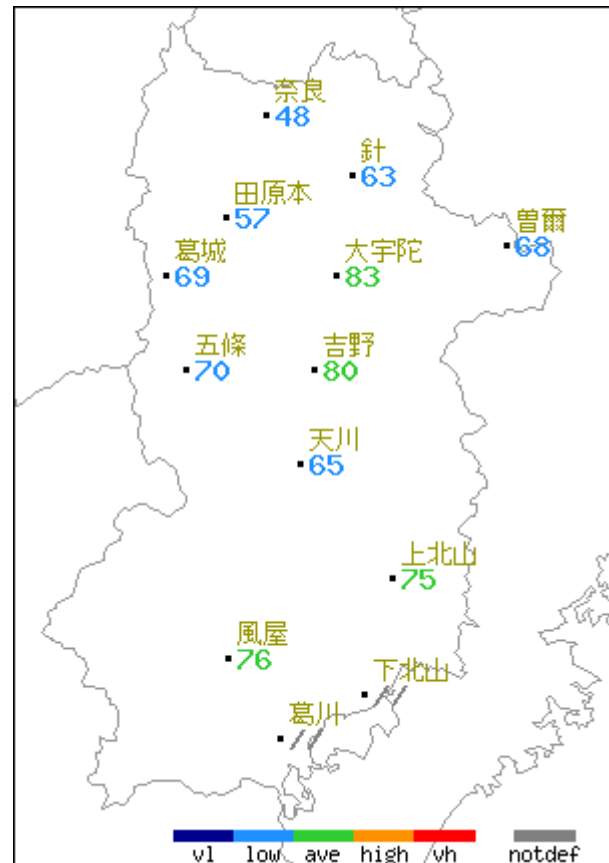 奈良
48
針
63
田原本
57
曽爾
68
葛城
69
大宇陀
83
五條
70
吉野
80
天川
65
上北山
75
風屋
76
下北山
//
葛川
//
vl low ave high vh notdef